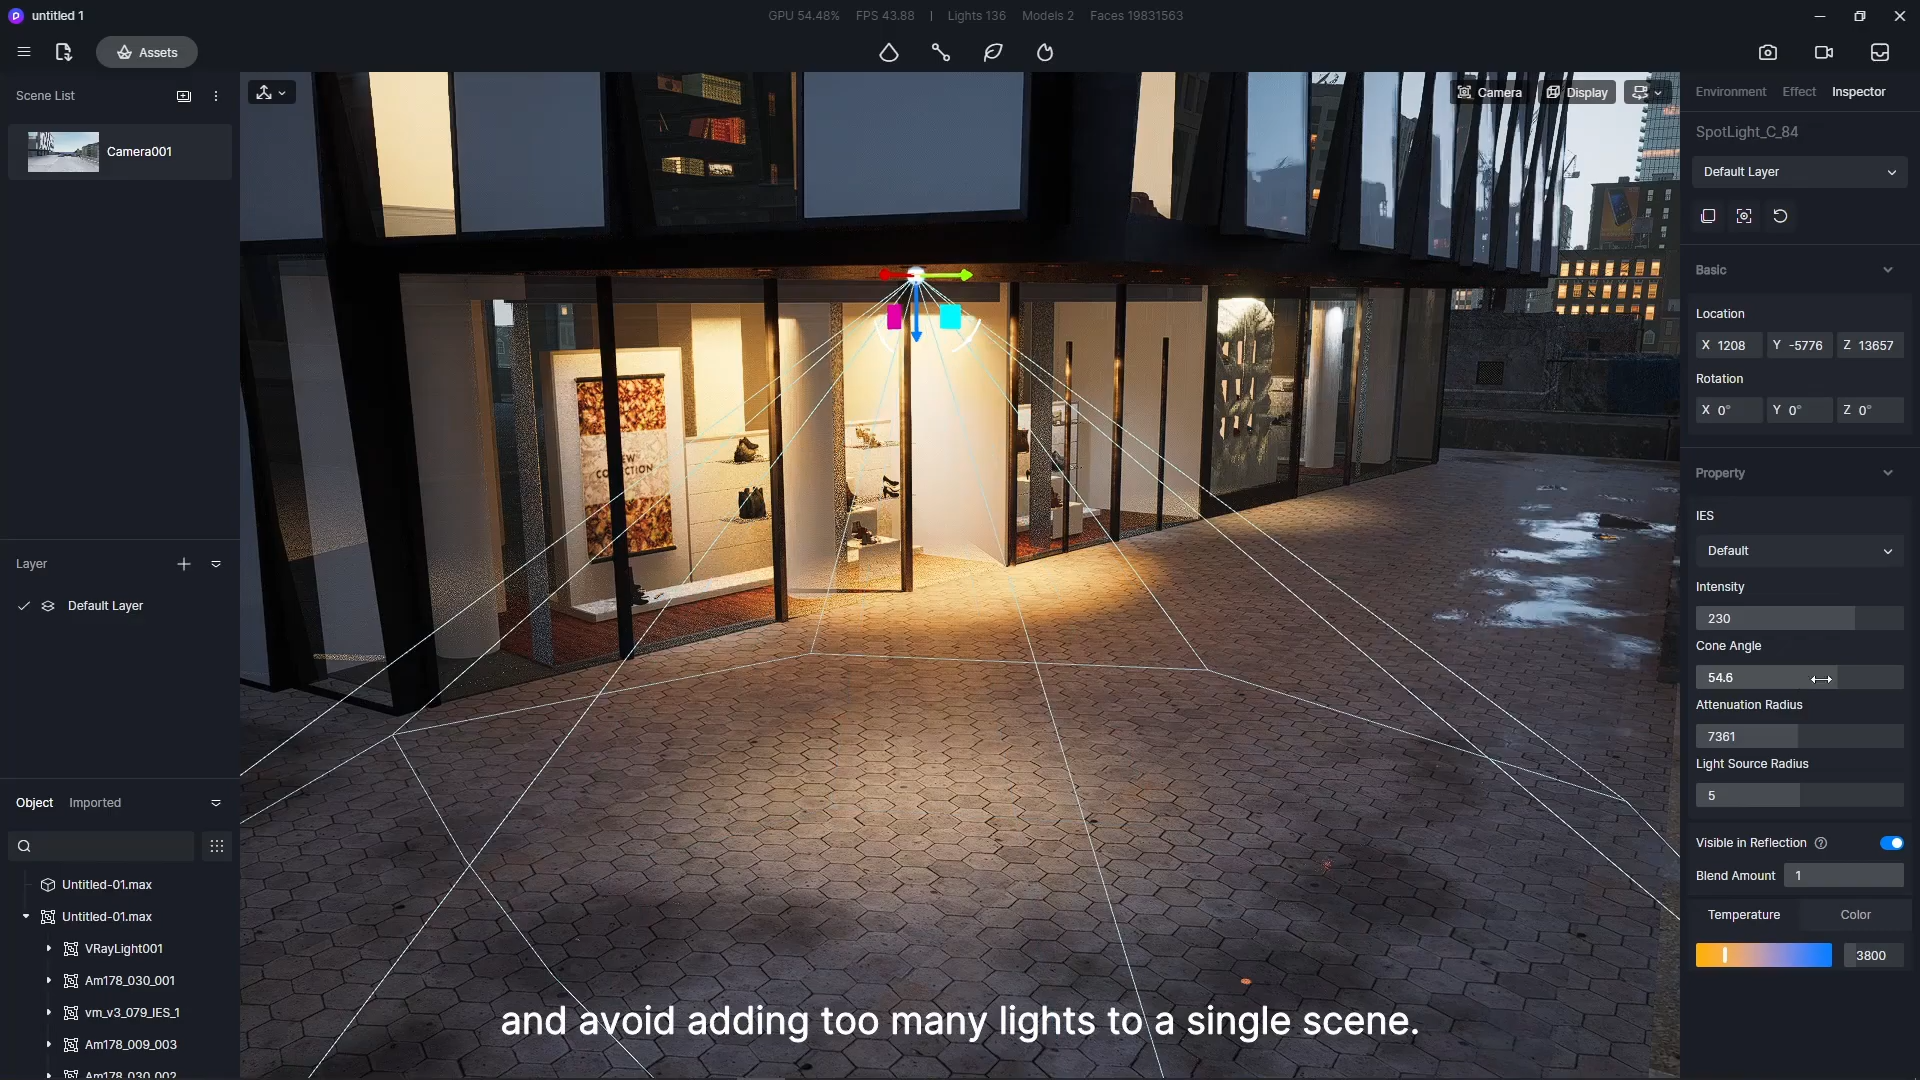 untitled 1
GPU 54.48% FPS 43.88 | Lights 136 Models 2 Faces 19831563
Assets
Scene List
Camera001
Camera
Display
Environment Effect Inspector
SpotLight_C_84
Default Layer
Basic
Location
X 1208 Y -5776 Z 13657
Rotation
X 0° Y 0° Z 0°
Property
IES
Default
Intensity
230
Cone Angle
54.6
Attenuation Radius
7361
Light Source Radius
5
Visible in Reflection
Blend Amount 1
Temperature Color
3800
Layer
Default Layer
Object Imported
Untitled-01.max
Untitled-01.max
VRayLight001
Am178_030_001
vm_v3_079_IES_1
Am178_009_003
Am178_030_002
COLLECTION
and avoid adding too many lights to a single scene.